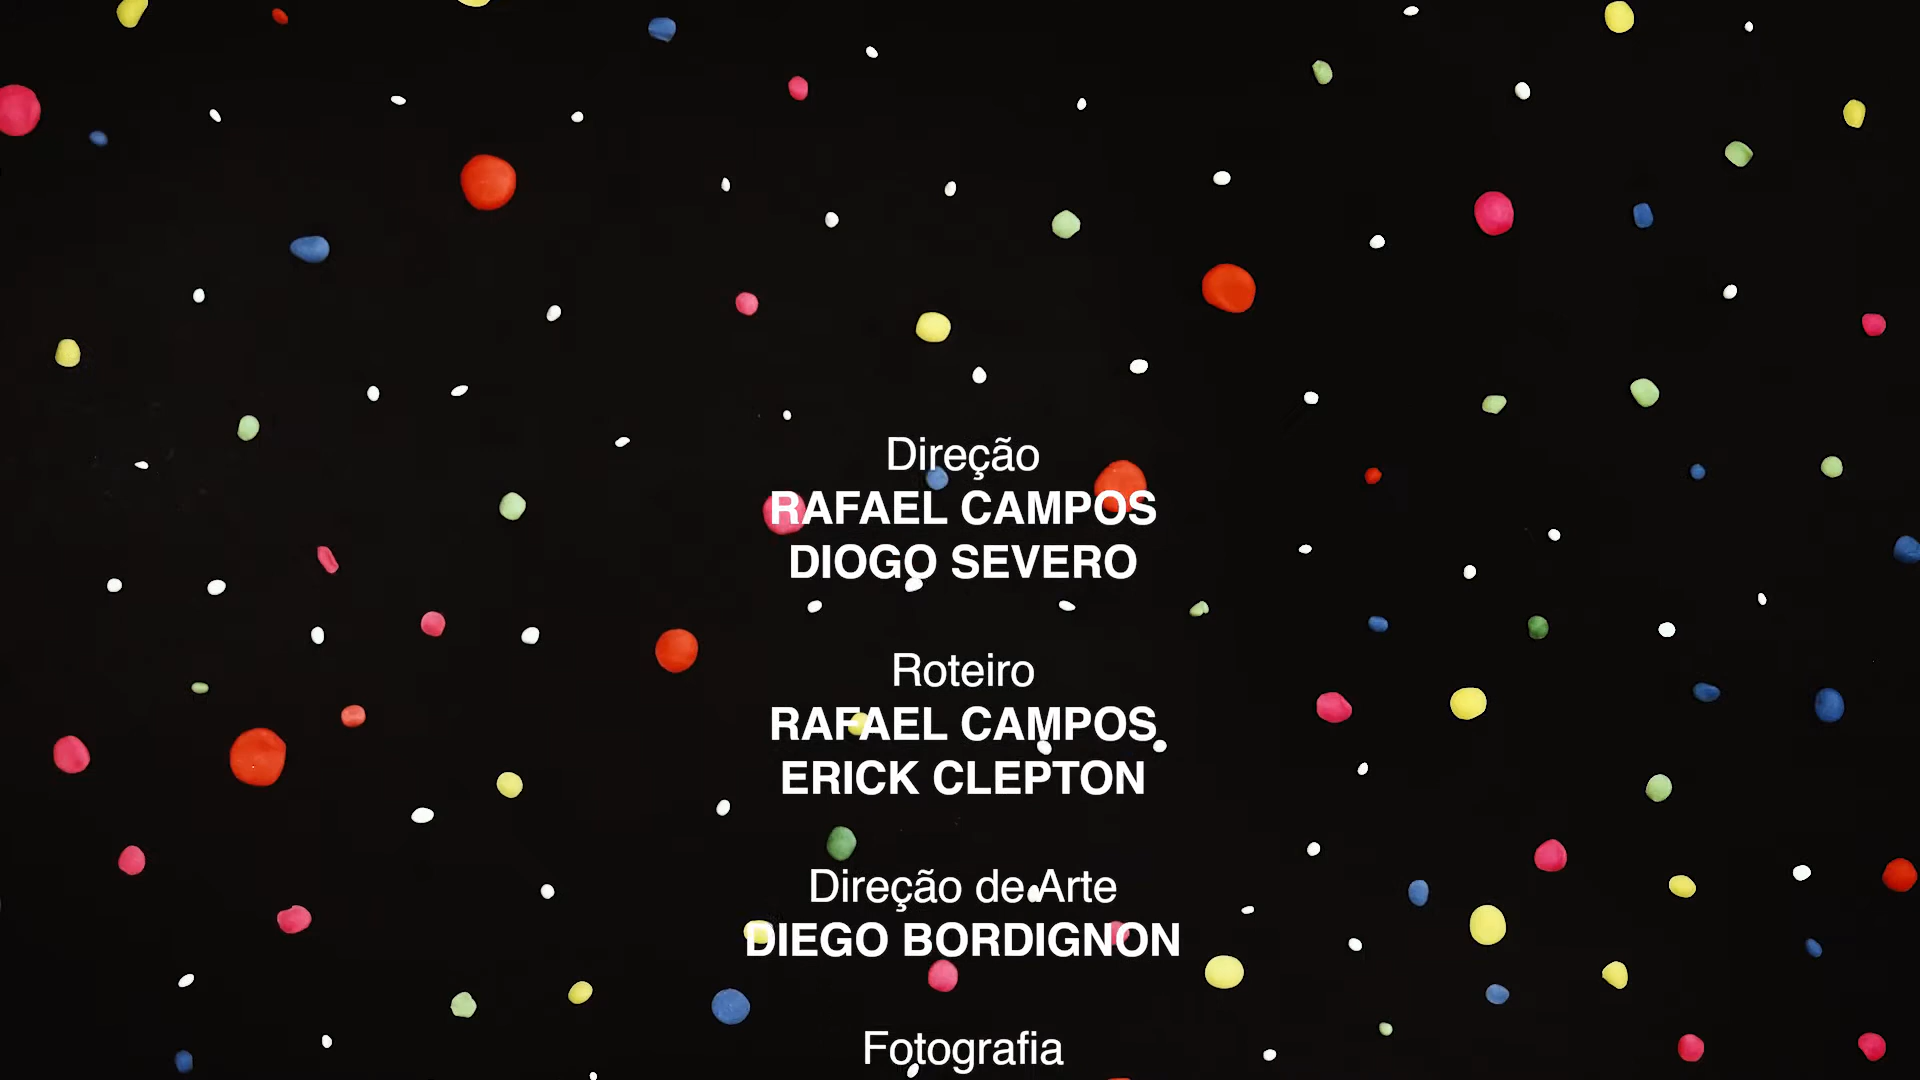 Direção
RAFAEL CAMPOS
DIOGO SEVERO
Roteiro
RAFAEL CAMPOS
ERICK CLEPTON
Direção de Arte
DIEGO BORDIGNON
Fotografia